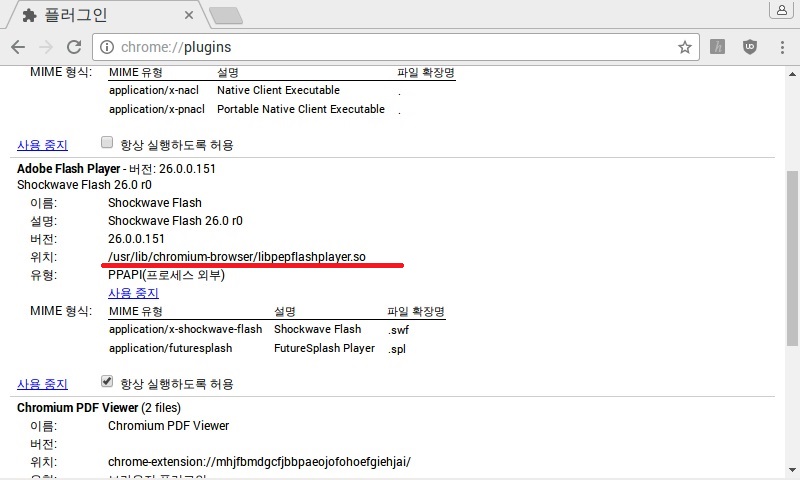 플러그인
chrome://plugins
MIME 형식: MIME 유형 설명 파일 확장명
application/x-nacl Native Client Executable .
application/x-pnacl Portable Native Client Executable .
사용 중지 항상 실행하도록 허용
Adobe Flash Player - 버전: 26.0.0.151
Shockwave Flash 26.0 r0
이름: Shockwave Flash
설명: Shockwave Flash 26.0 r0
버전: 26.0.0.151
위치: /usr/lib/chromium-browser/libpepflashplayer.so
유형: PPAPI(프로세스 외부)
사용 중지
MIME 형식: MIME 유형 설명 파일 확장명
application/x-shockwave-flash Shockwave Flash .swf
application/futuresplash FutureSplash Player .spl
사용 중지 항상 실행하도록 허용
Chromium PDF Viewer (2 files)
이름: Chromium PDF Viewer
버전:
위치: chrome-extension://mhjfbmdgcfjbbpaeojofohoefgiehjai/